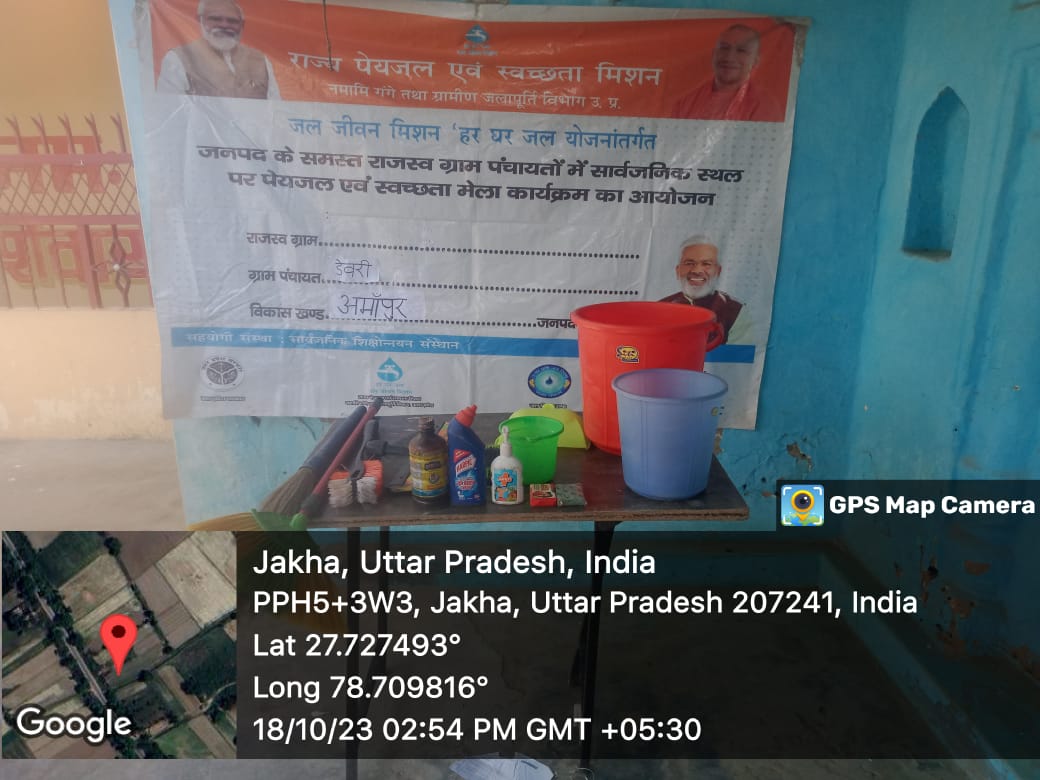 राज्य पेयजल एवं स्वच्छता मिशन
नमामि गंगे तथा ग्रामीण जलापूर्ति विभाग उ. प्र.
जल जीवन मिशन 'हर घर जल योजनांतर्गत
जनपद के समस्त राजस्व ग्राम पंचायतों में सार्वजनिक स्थल
पर पेयजल एवं स्वच्छता मेला कार्यक्रम का आयोजन
राजस्व ग्राम
ग्राम पंचायत.. डेवरी
विकास खण्ड.. अमाँपुर जनपद
सहयोगी संस्था : सार्वजनिक शिक्षोन्नयन संस्थान
GPS Map Camera
Jakha, Uttar Pradesh, India
PPH5+3W3, Jakha, Uttar Pradesh 207241, India
Lat 27.727493°
Long 78.709816°
18/10/23 02:54 PM GMT +05:30
Google